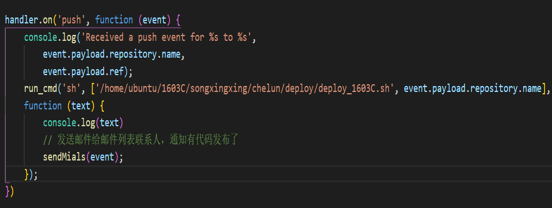 handler.on('push', function (event) {
console.log('Received a push event for %s to %s',
event.payload.repository.name,
event.payload.ref);
run_cmd('sh', ['/home/ubuntu/1603C/songxingxing/chelun/deploy/deploy_1603C.sh', event.payload.repository.name],
function (text) {
console.log(text)
// 发送邮件给邮件列表联系人，通知有代码发布了
sendMials(event);
});
})